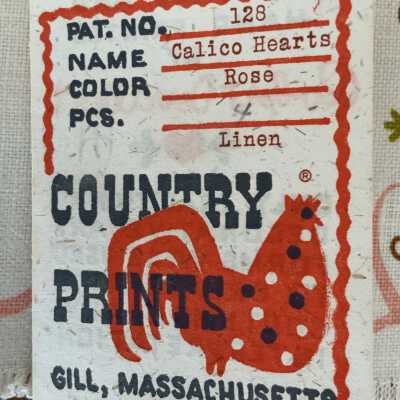 PAT. NO. 128
NAME Calico Hearts
COLOR Rose
PCS. 4
Linen
COUNTRY ®
PRINTS
GILL, MASSACHUSETTS